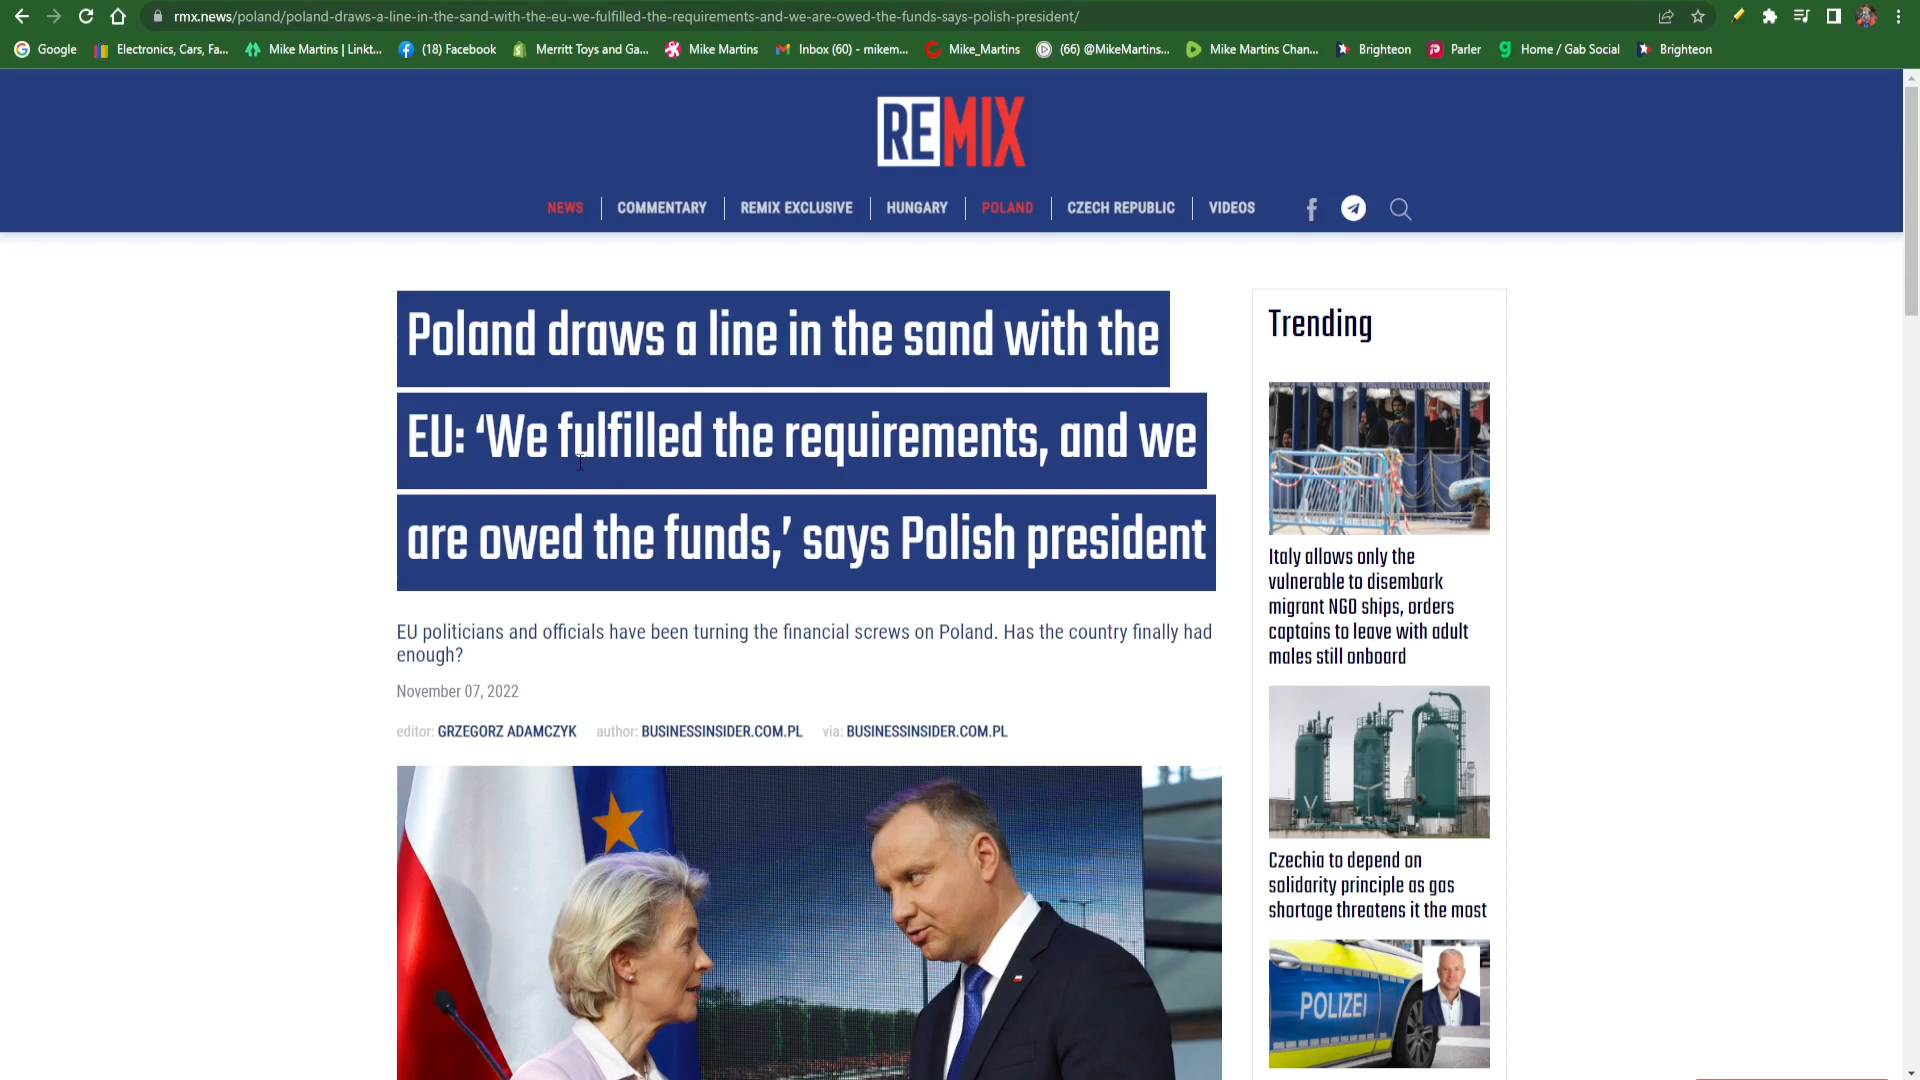 rmx.news/poland/poland-draws-a-line-in-the-sand-with-the-eu-we-fulfilled-the-requirements-and-we-are-owed-the-funds-says-polish-president/
Google Electronics, Cars, Fa... Mike Martins | Linkt... (18) Facebook Merritt Toys and Ga... Mike Martins Inbox (60) - mikem... Mike_Martins (66) @MikeMartins... Mike Martins Chan... Brighteon Parler Home / Gab Social Brighteon
REMIX
NEWS COMMENTARY REMIX EXCLUSIVE HUNGARY POLAND CZECH REPUBLIC VIDEOS
Poland draws a line in the sand with the
EU: ‘We fulfilled the requirements, and we
are owed the funds,’ says Polish president
EU politicians and officials have been turning the financial screws on Poland. Has the country finally had
enough?
November 07, 2022
editor: GRZEGORZ ADAMCZYK author: BUSINESSINSIDER.COM.PL via: BUSINESSINSIDER.COM.PL
Trending
Italy allows only the
vulnerable to disembark
migrant NGO ships, orders
captains to leave with adult
males still onboard
Czechia to depend on
solidarity principle as gas
shortage threatens it the most
POLIZEI